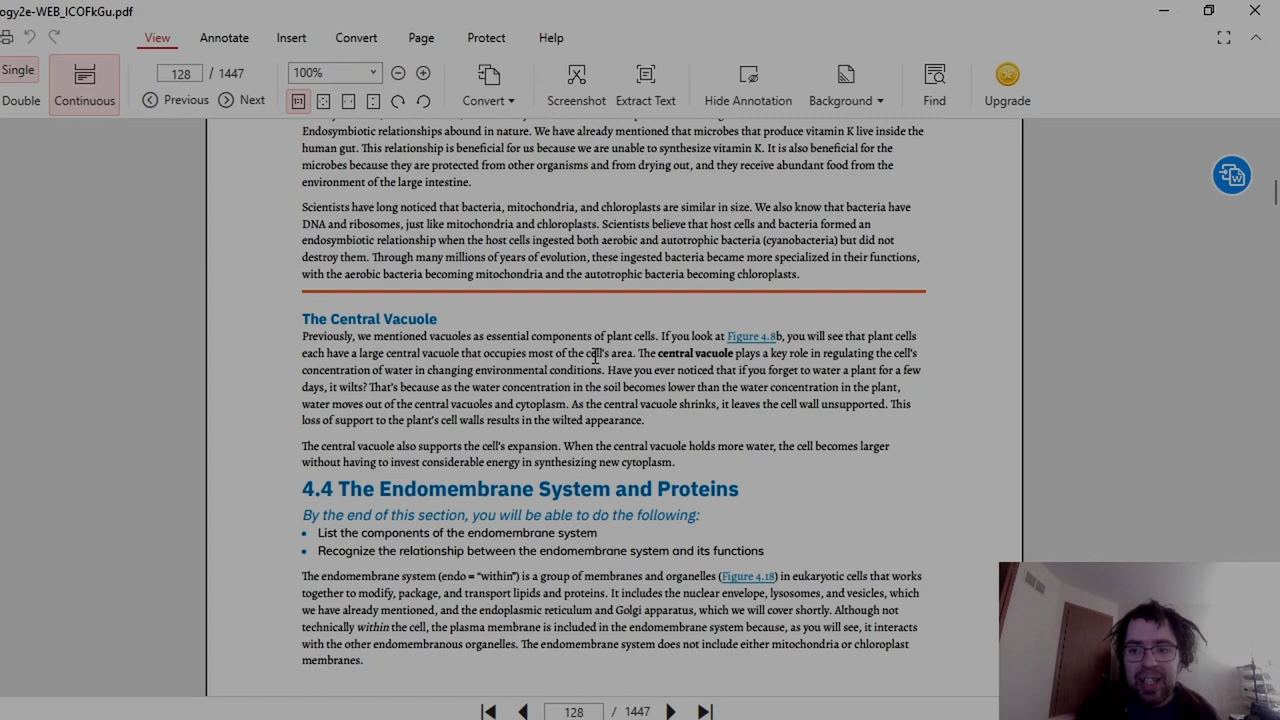 ogy2e-WEB_ICOFkGu.pdf
View Annotate Insert Convert Page Protect Help
Single
Double
Continuous
128 / 1447
Previous Next
100%
Convert
Screenshot
Extract Text
Hide Annotation
Background
Find
Upgrade
Endosymbiotic relationships abound in nature. We have already mentioned that microbes that produce vitamin K live inside the
human gut. This relationship is beneficial for us because we are unable to synthesize vitamin K. It is also beneficial for the
microbes because they are protected from other organisms and from drying out, and they receive abundant food from the
environment of the large intestine.
Scientists have long noticed that bacteria, mitochondria, and chloroplasts are similar in size. We also know that bacteria have
DNA and ribosomes, just like mitochondria and chloroplasts. Scientists believe that host cells and bacteria formed an
endosymbiotic relationship when the host cells ingested both aerobic and autotrophic bacteria (cyanobacteria) but did not
destroy them. Through many millions of years of evolution, these ingested bacteria became more specialized in their functions,
with the aerobic bacteria becoming mitochondria and the autotrophic bacteria becoming chloroplasts.
The Central Vacuole
Previously, we mentioned vacuoles as essential components of plant cells. If you look at Figure 4.8b, you will see that plant cells
each have a large central vacuole that occupies most of the cell's area. The central vacuole plays a key role in regulating the cell's
concentration of water in changing environmental conditions. Have you ever noticed that if you forget to water a plant for a few
days, it wilts? That's because as the water concentration in the soil becomes lower than the water concentration in the plant,
water moves out of the central vacuoles and cytoplasm. As the central vacuole shrinks, it leaves the cell wall unsupported. This
loss of support to the plant's cell walls results in the wilted appearance.
The central vacuole also supports the cell's expansion. When the central vacuole holds more water, the cell becomes larger
without having to invest considerable energy in synthesizing new cytoplasm.
4.4 The Endomembrane System and Proteins
By the end of this section, you will be able to do the following:
• List the components of the endomembrane system
• Recognize the relationship between the endomembrane system and its functions
The endomembrane system (endo = “within”) is a group of membranes and organelles (Figure 4.18) in eukaryotic cells that works
together to modify, package, and transport lipids and proteins. It includes the nuclear envelope, lysosomes, and vesicles, which
we have already mentioned, and the endoplasmic reticulum and Golgi apparatus, which we will cover shortly. Although not
technically within the cell, the plasma membrane is included in the endomembrane system because, as you will see, it interacts
with the other endomembranous organelles. The endomembrane system does not include either mitochondria or chloroplast
membranes.
128 / 1447